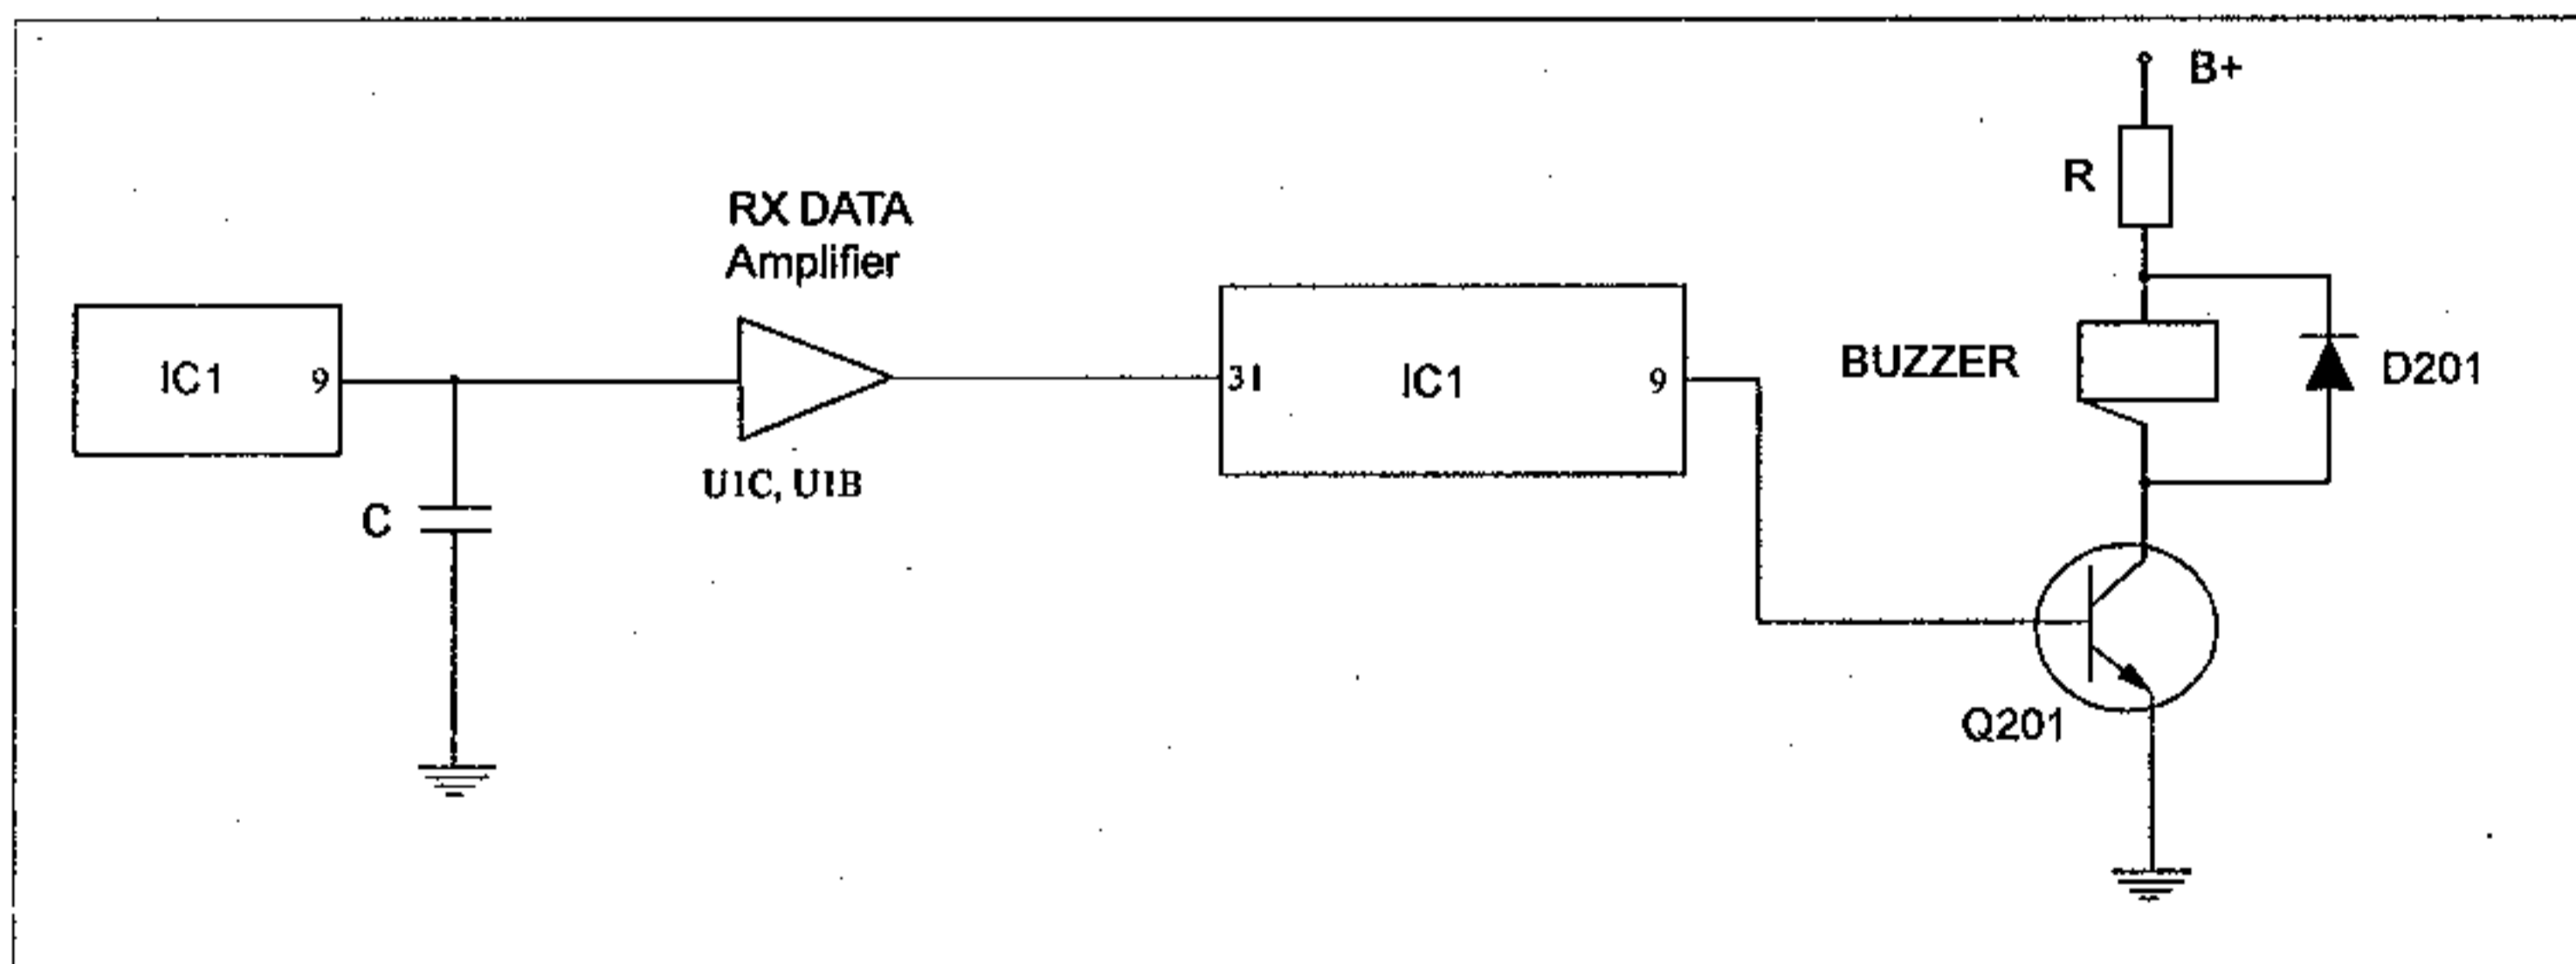 B+
R
RX DATA
Amplifier
IC1
9
31
IC1
9
BUZZER
D201
U1C, U1B
C
Q201